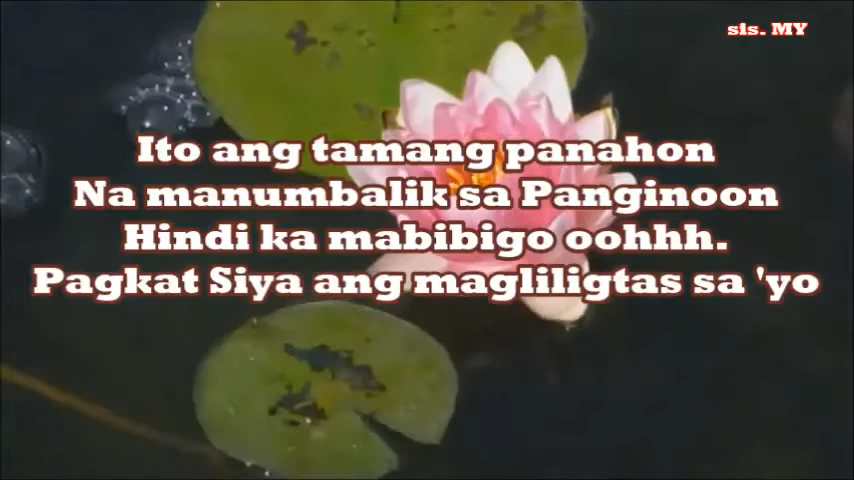 sis. MY
Ito ang tamang panahon
Na manumbalik sa Panginoon
Hindi ka mabibigo oohhh.
Pagkat Siya ang magliligtas sa 'yo